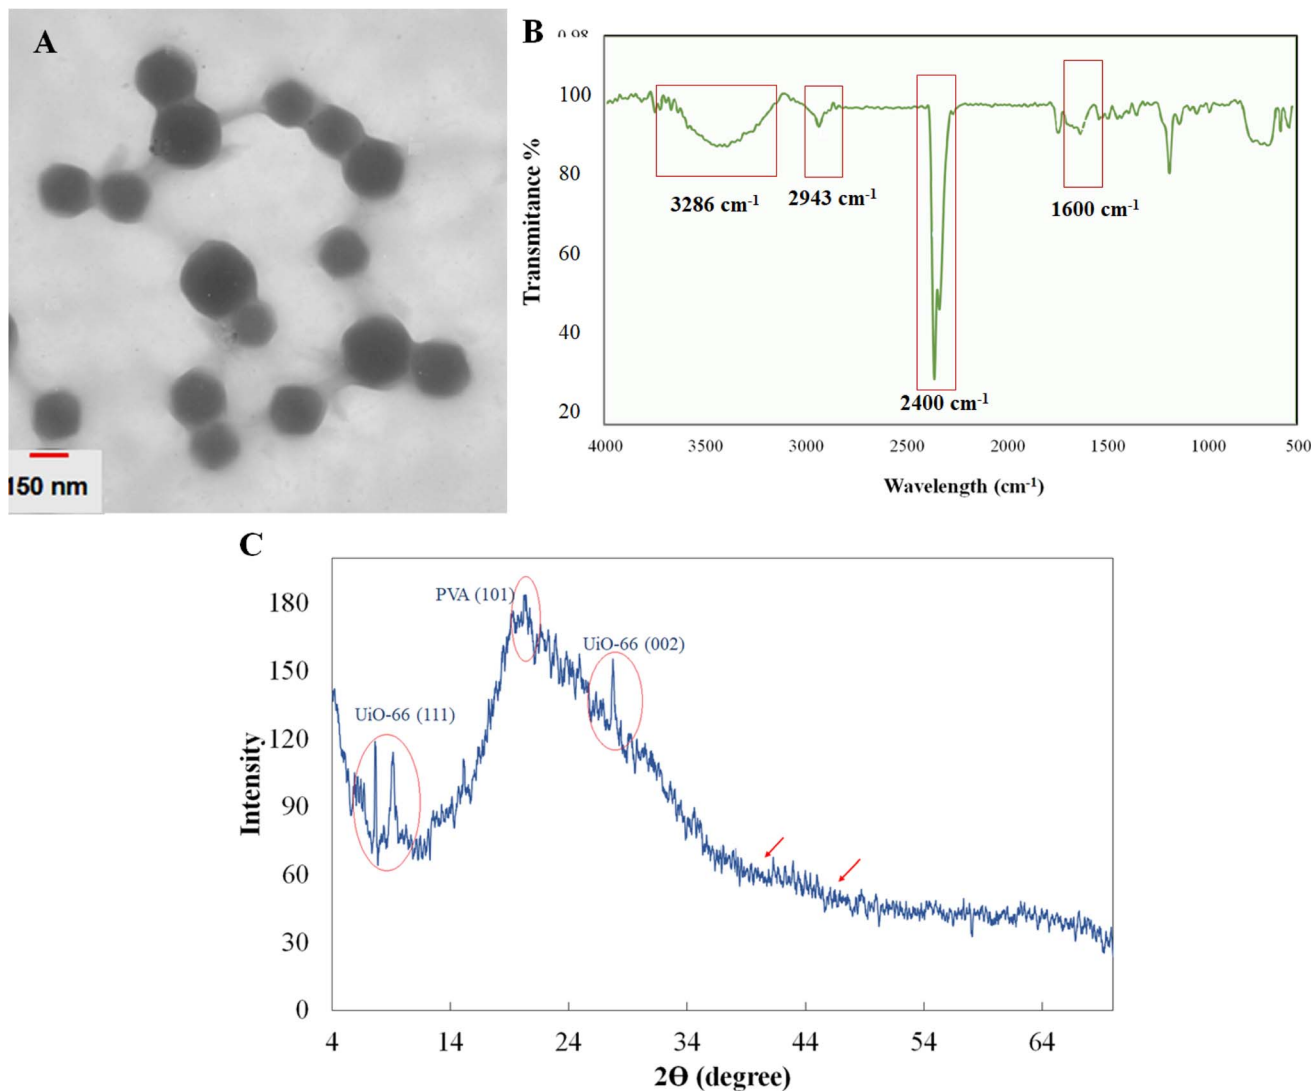 A
150 nm
B
0.98
100
80
60
40
20
Transmitance %
3286 cm-1
2943 cm-1
2400 cm-1
1600 cm-1
4000
3500
3000
2500
2000
1500
1000
500
Wavelength (cm-1)
C
180
150
120
90
60
30
0
Intensity
PVA (101)
UiO-66 (002)
UiO-66 (111)
4
14
24
34
44
54
64
2ϴ (degree)